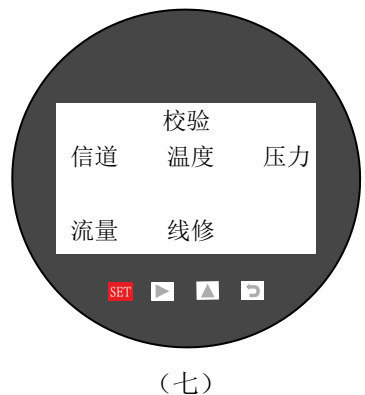 校验
信道 温度 压力
流量 线修
SET
（七）